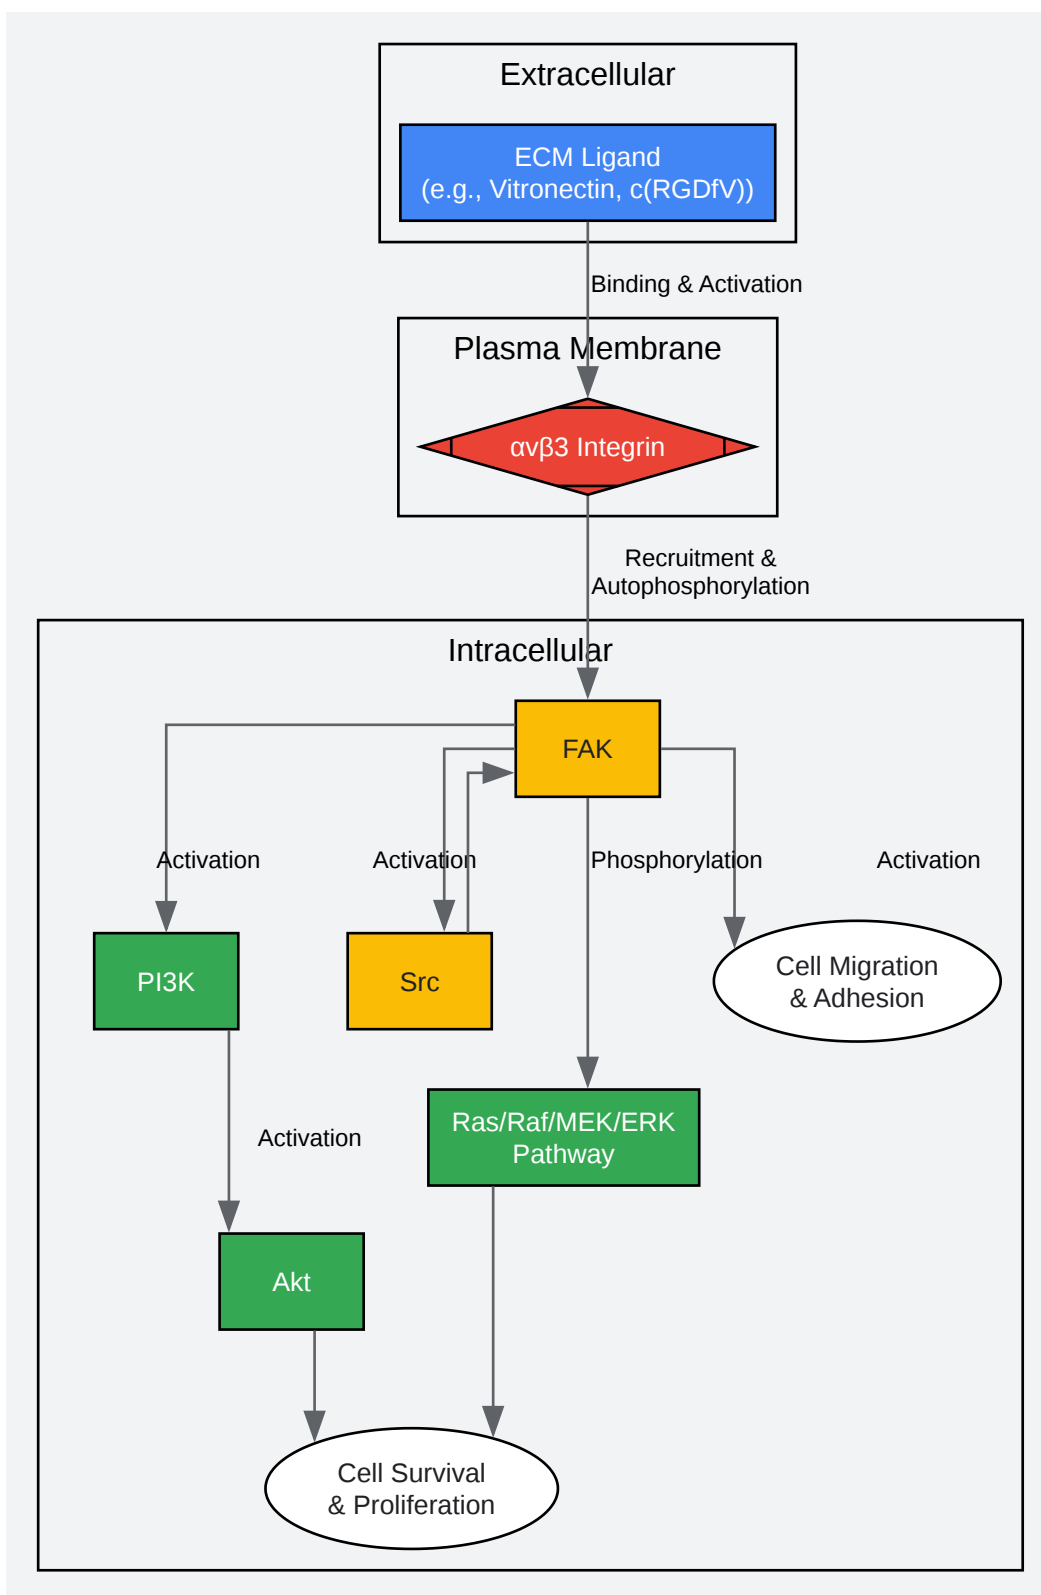 Extracellular
ECM Ligand
(e.g., Vitronectin, c(RGDfV))
Binding & Activation
Plasma Membrane
αvβ3 Integrin
Recruitment &
Autophosphorylation
Intracellular
FAK
Activation
Activation
Phosphorylation
Activation
PI3K
Src
Cell Migration
& Adhesion
Activation
Ras/Raf/MEK/ERK
Pathway
Akt
Cell Survival
& Proliferation